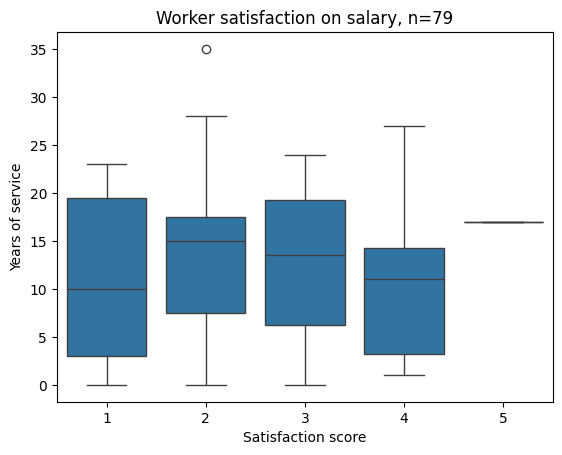 Worker satisfaction on salary, n=79
35
30
25
20
15
10
5
0
Years of service
1 2 3 4 5
Satisfaction score